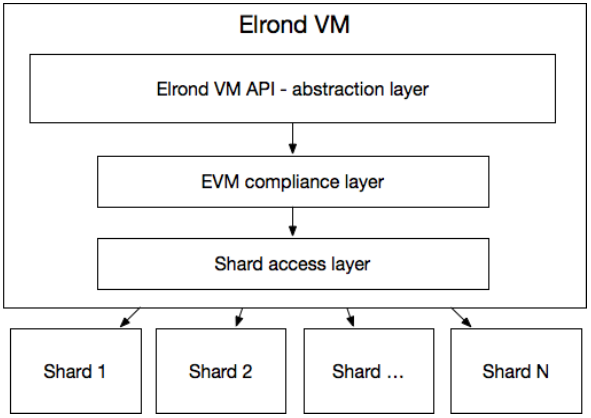 Elrond VM
Elrond VM API - abstraction layer
EVM compliance layer
Shard access layer
Shard 1
Shard 2
Shard ...
Shard N